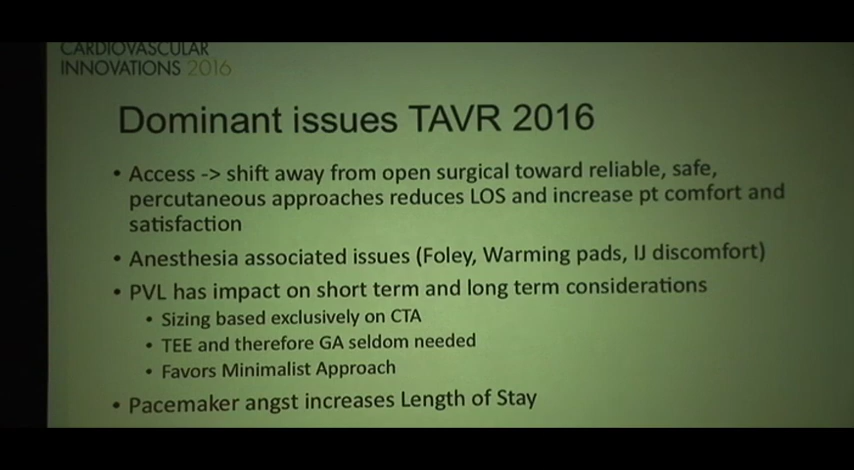 CARDIOVASCULAR
INNOVATIONS 2016
Dominant issues TAVR 2016
• Access -> shift away from open surgical toward reliable, safe,
percutaneous approaches reduces LOS and increase pt comfort and
satisfaction
• Anesthesia associated issues (Foley, Warming pads, IJ discomfort)
• PVL has impact on short term and long term considerations
• Sizing based exclusively on CTA
• TEE and therefore GA seldom needed
• Favors Minimalist Approach
• Pacemaker angst increases Length of Stay